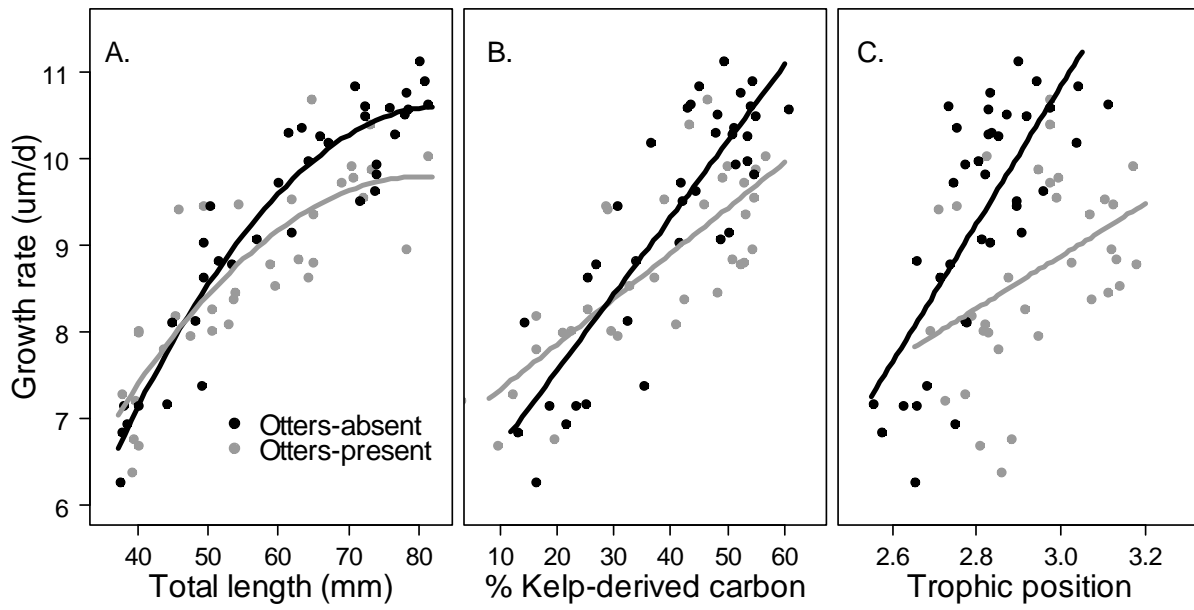 A.
B.
C.
Growth rate (um/d)
11
10
9
8
7
6
Otters-absent
Otters-present
40 50 60 70 80
10 20 30 40 50 60
2.6 2.8 3.0 3.2
Total length (mm)
% Kelp-derived carbon
Trophic position